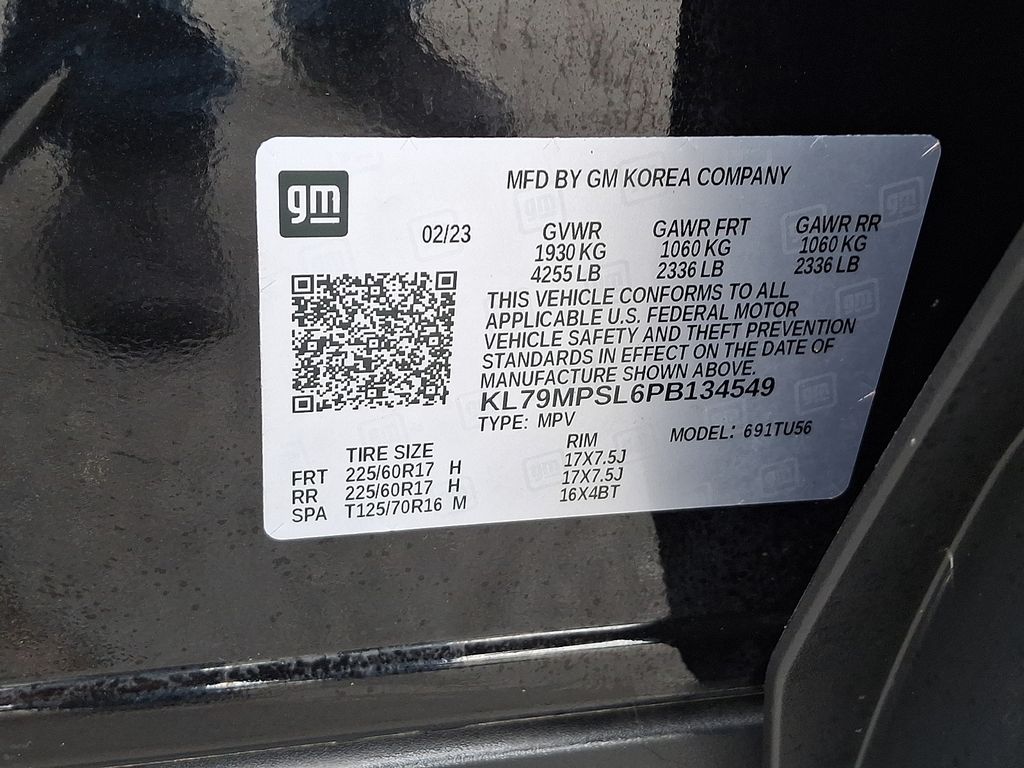 gm
MFD BY GM KOREA COMPANY
02/23
GVWR GAWR FRT GAWR RR
1930 KG 1060 KG 1060 KG
4255 LB 2336 LB 2336 LB
THIS VEHICLE CONFORMS TO ALL
APPLICABLE U.S. FEDERAL MOTOR
VEHICLE SAFETY AND THEFT PREVENTION
STANDARDS IN EFFECT ON THE DATE OF
MANUFACTURE SHOWN ABOVE.
KL79MPSL6PB134549
TYPE: MPV MODEL: 691TU56
TIRE SIZE RIM
FRT 225/60R17 H 17X7.5J
RR 225/60R17 H 17X7.5J
SPA T125/70R16 M 16X4BT